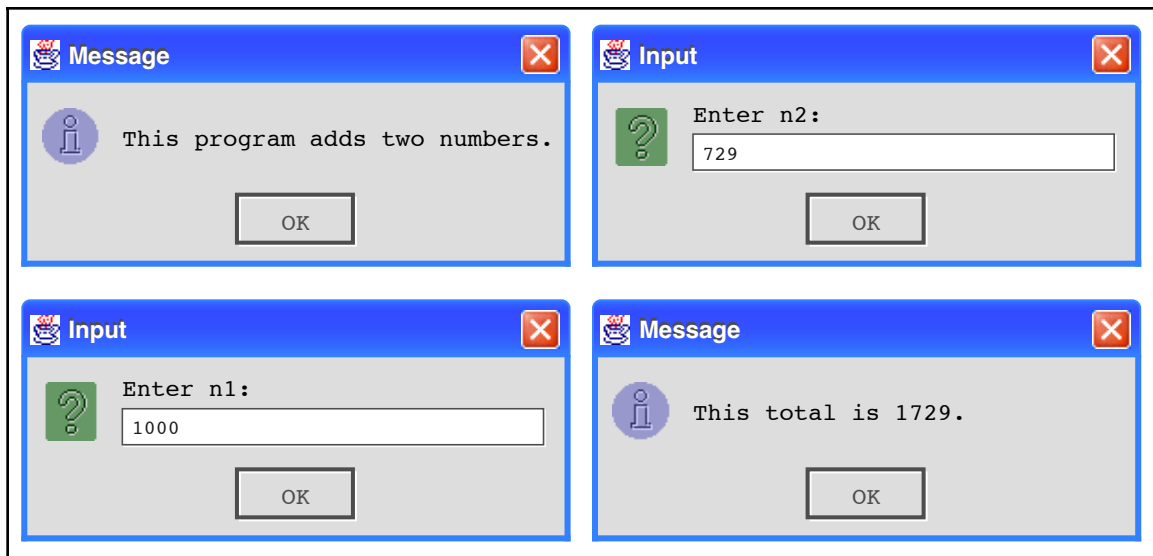 Message
This program adds two numbers.
OK
Input
Enter n2:
729
OK
Input
Enter n1:
1000
OK
Message
This total is 1729.
OK